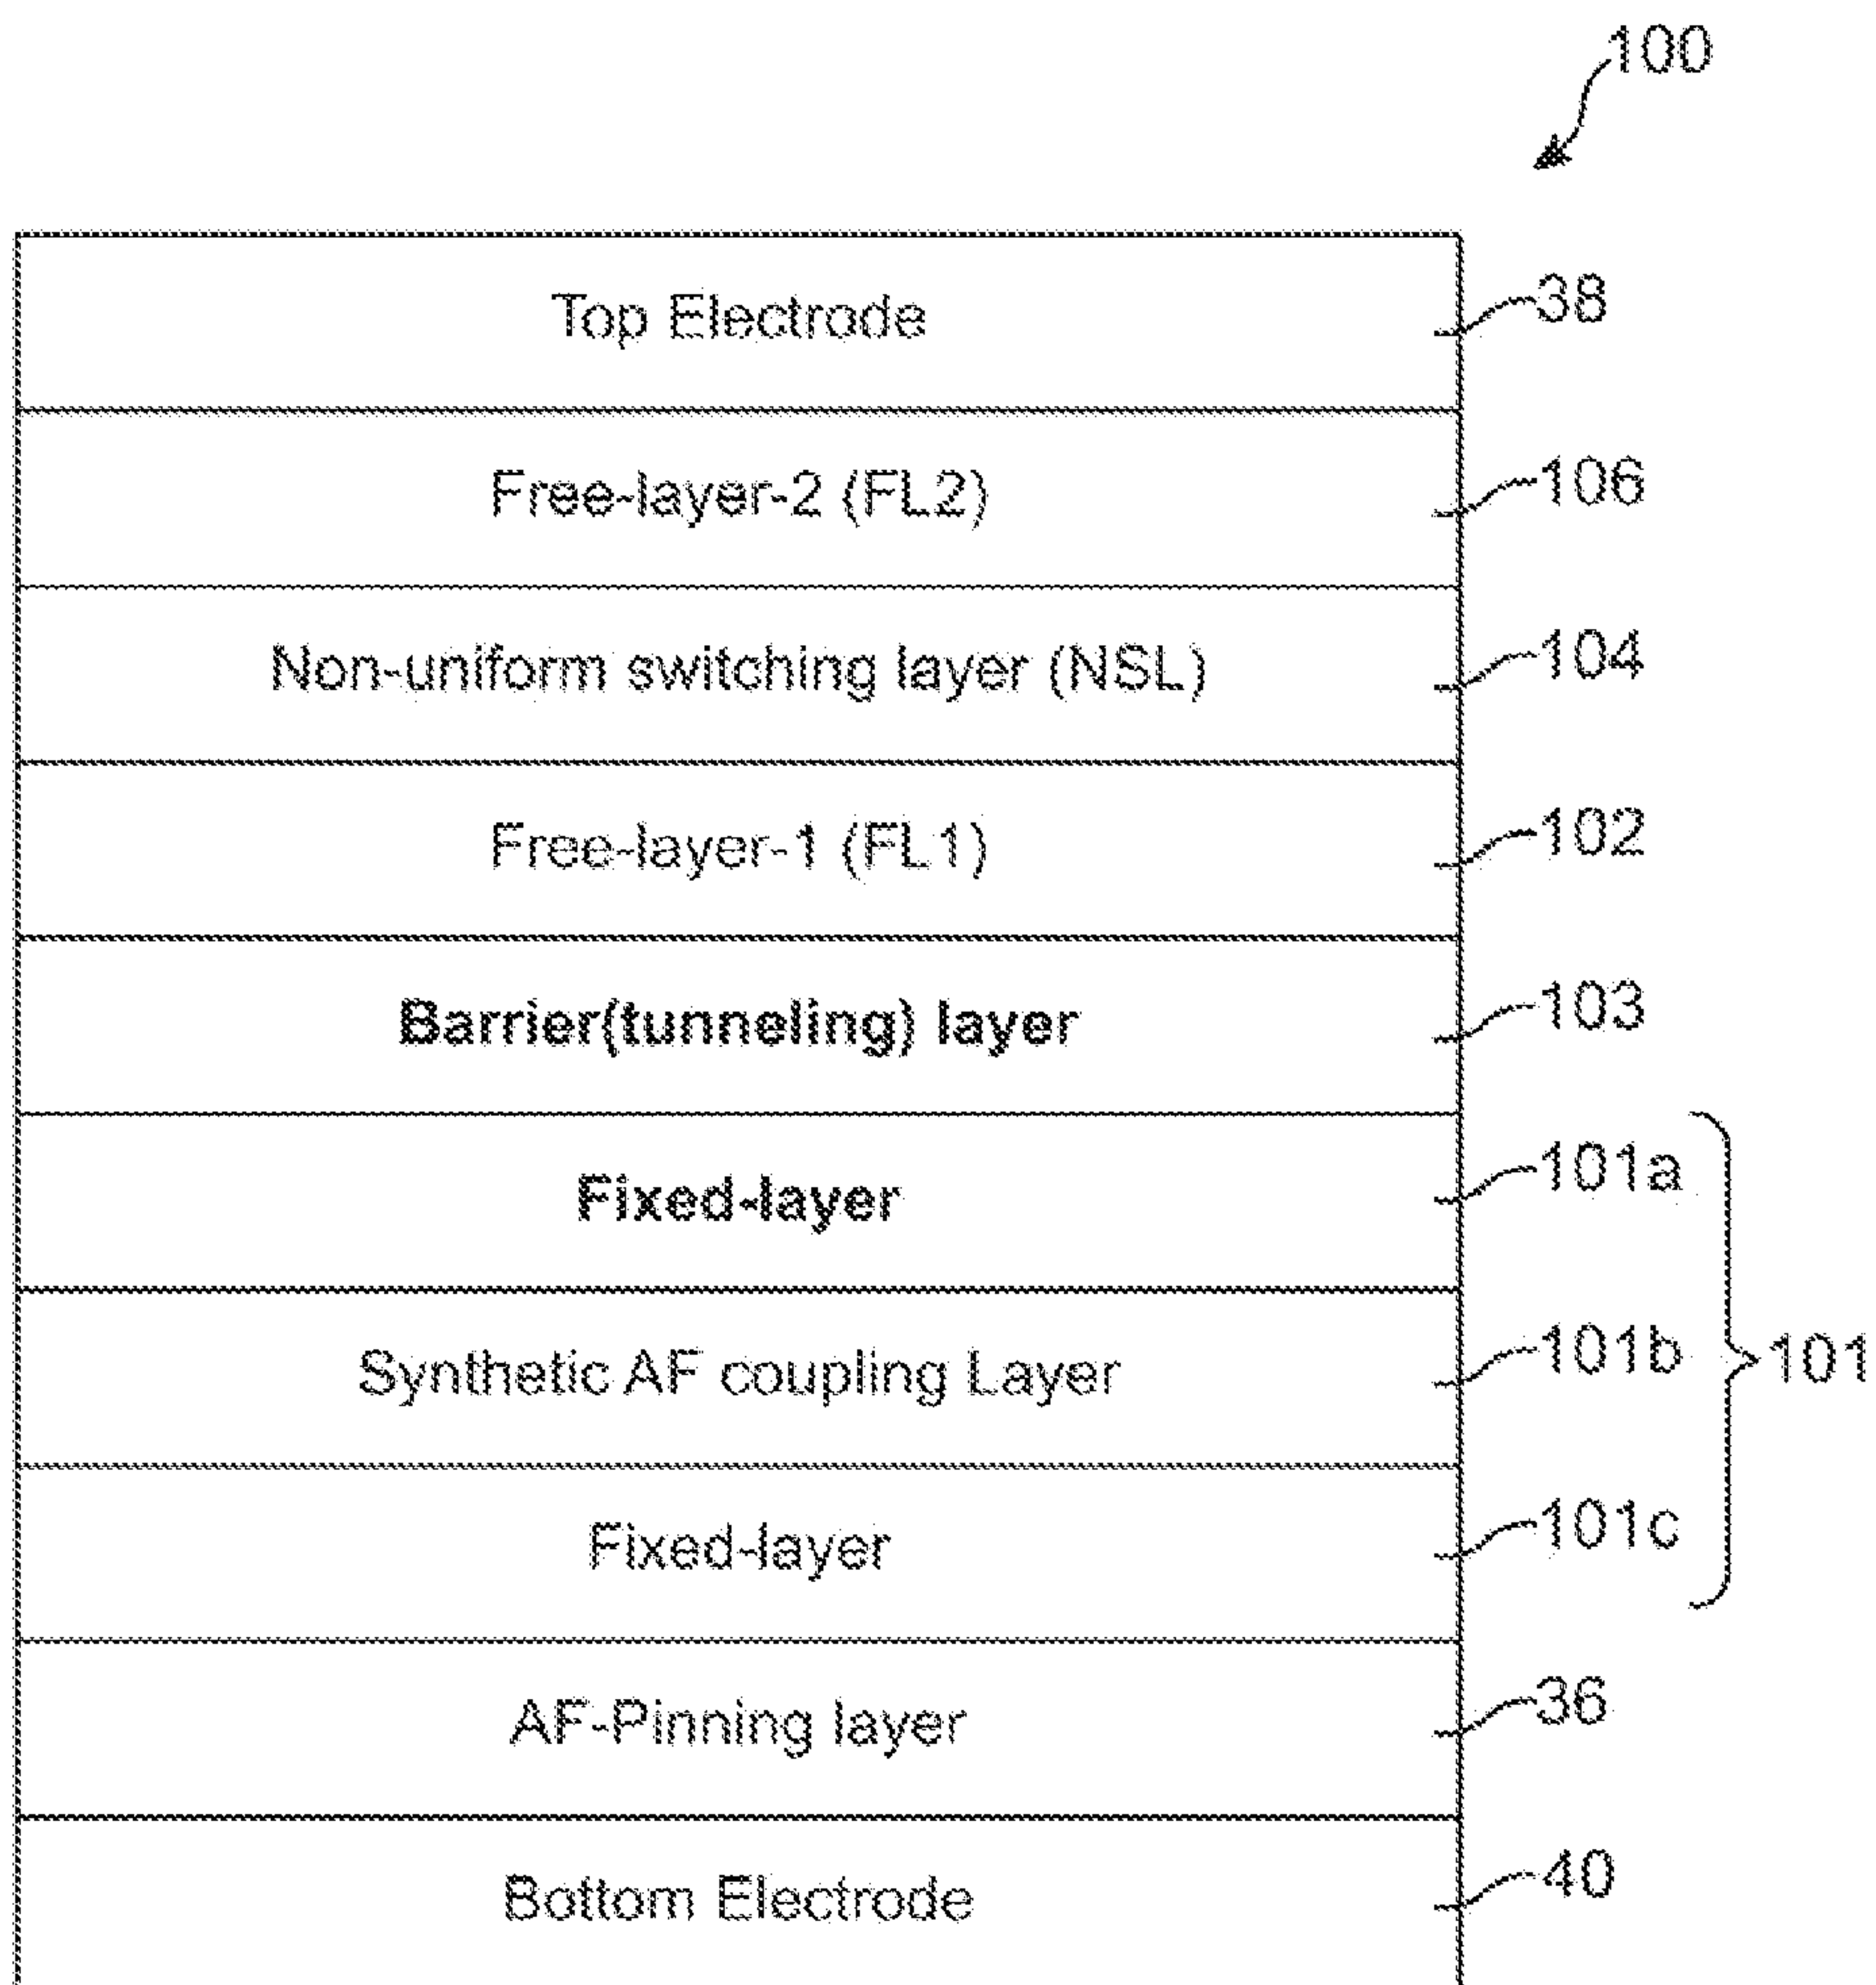 100
Top Electrode 38
Free-layer-2 (FL2) 106
Non-uniform switching layer (NSL) 104
Free-layer-1 (FL1) 102
Barrier(tunneling) layer 103
Fixed-layer 101a
Synthetic AF coupling Layer 101b 101
Fixed-layer 101c
AF-Pinning layer 36
Bottom Electrode 40